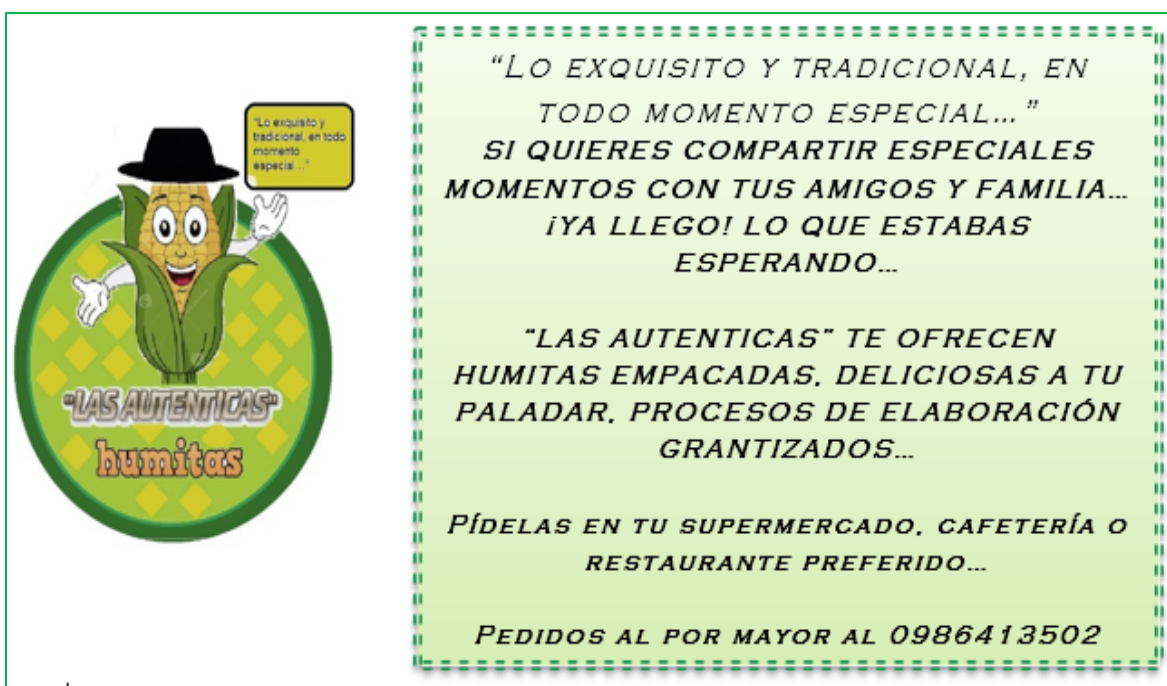 "Lo exquisito y
tradicional, en todo
momento
especial..."
"LAS AUTENTICAS"
humitas
"LO EXQUISITO Y TRADICIONAL, EN
TODO MOMENTO ESPECIAL..."
SI QUIERES COMPARTIR ESPECIALES
MOMENTOS CON TUS AMIGOS Y FAMILIA...
¡YA LLEGO! LO QUE ESTABAS
ESPERANDO...
"LAS AUTENTICAS" TE OFRECEN
HUMITAS EMPACADAS, DELICIOSAS A TU
PALADAR, PROCESOS DE ELABORACIÓN
GRANTIZADOS...
PÍDELAS EN TU SUPERMERCADO, CAFETERÍA O
RESTAURANTE PREFERIDO...
PEDIDOS AL POR MAYOR AL 0986413502